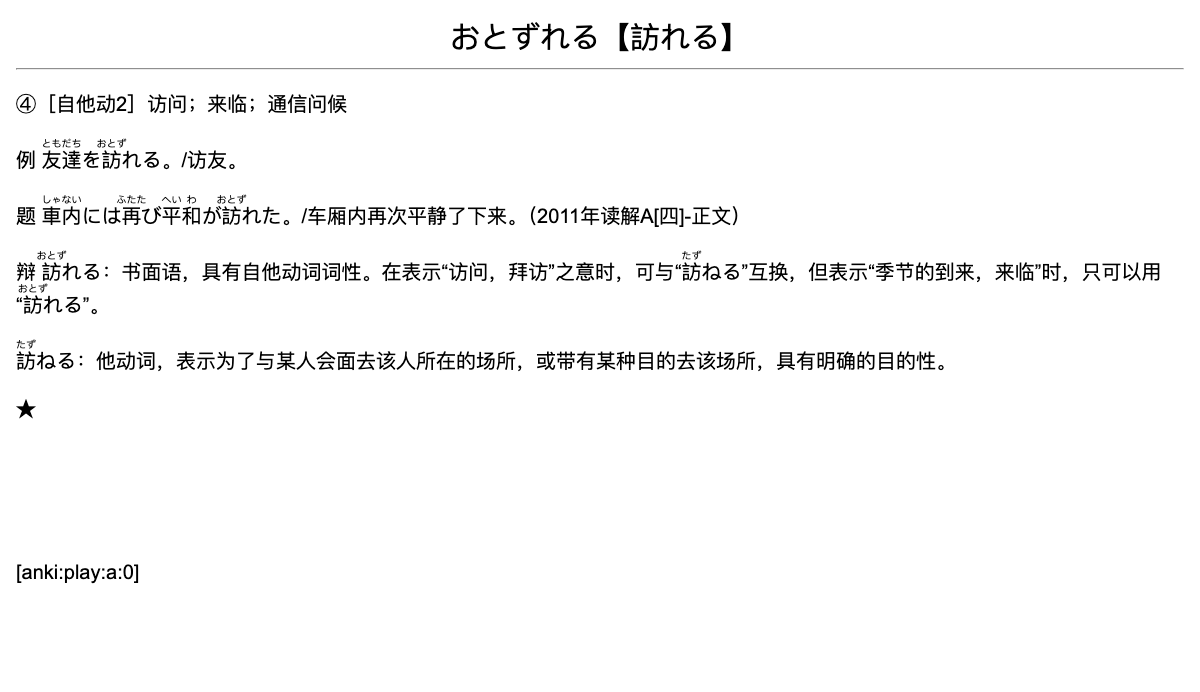 おとずれる【訪れる】
④［自他动2］访问；来临；通信问候
ともだち おとず
例 友達を訪れる。/访友。
しゃない ふたた へい わ おとず
题 車内には再び平和が訪れた。/车厢内再次平静了下来。（2011年读解A[四]-正文）
おとず たず
辩 訪れる：书面语，具有自他动词词性。在表示“访问，拜访”之意时，可与“訪ねる”互换，但表示“季节的到来，来临”时，只可以用
おとず
“訪れる”。
たず
訪ねる：他动词，表示为了与某人会面去该人所在的场所，或带有某种目的去该场所，具有明确的目的性。
★
[anki:play:a:0]